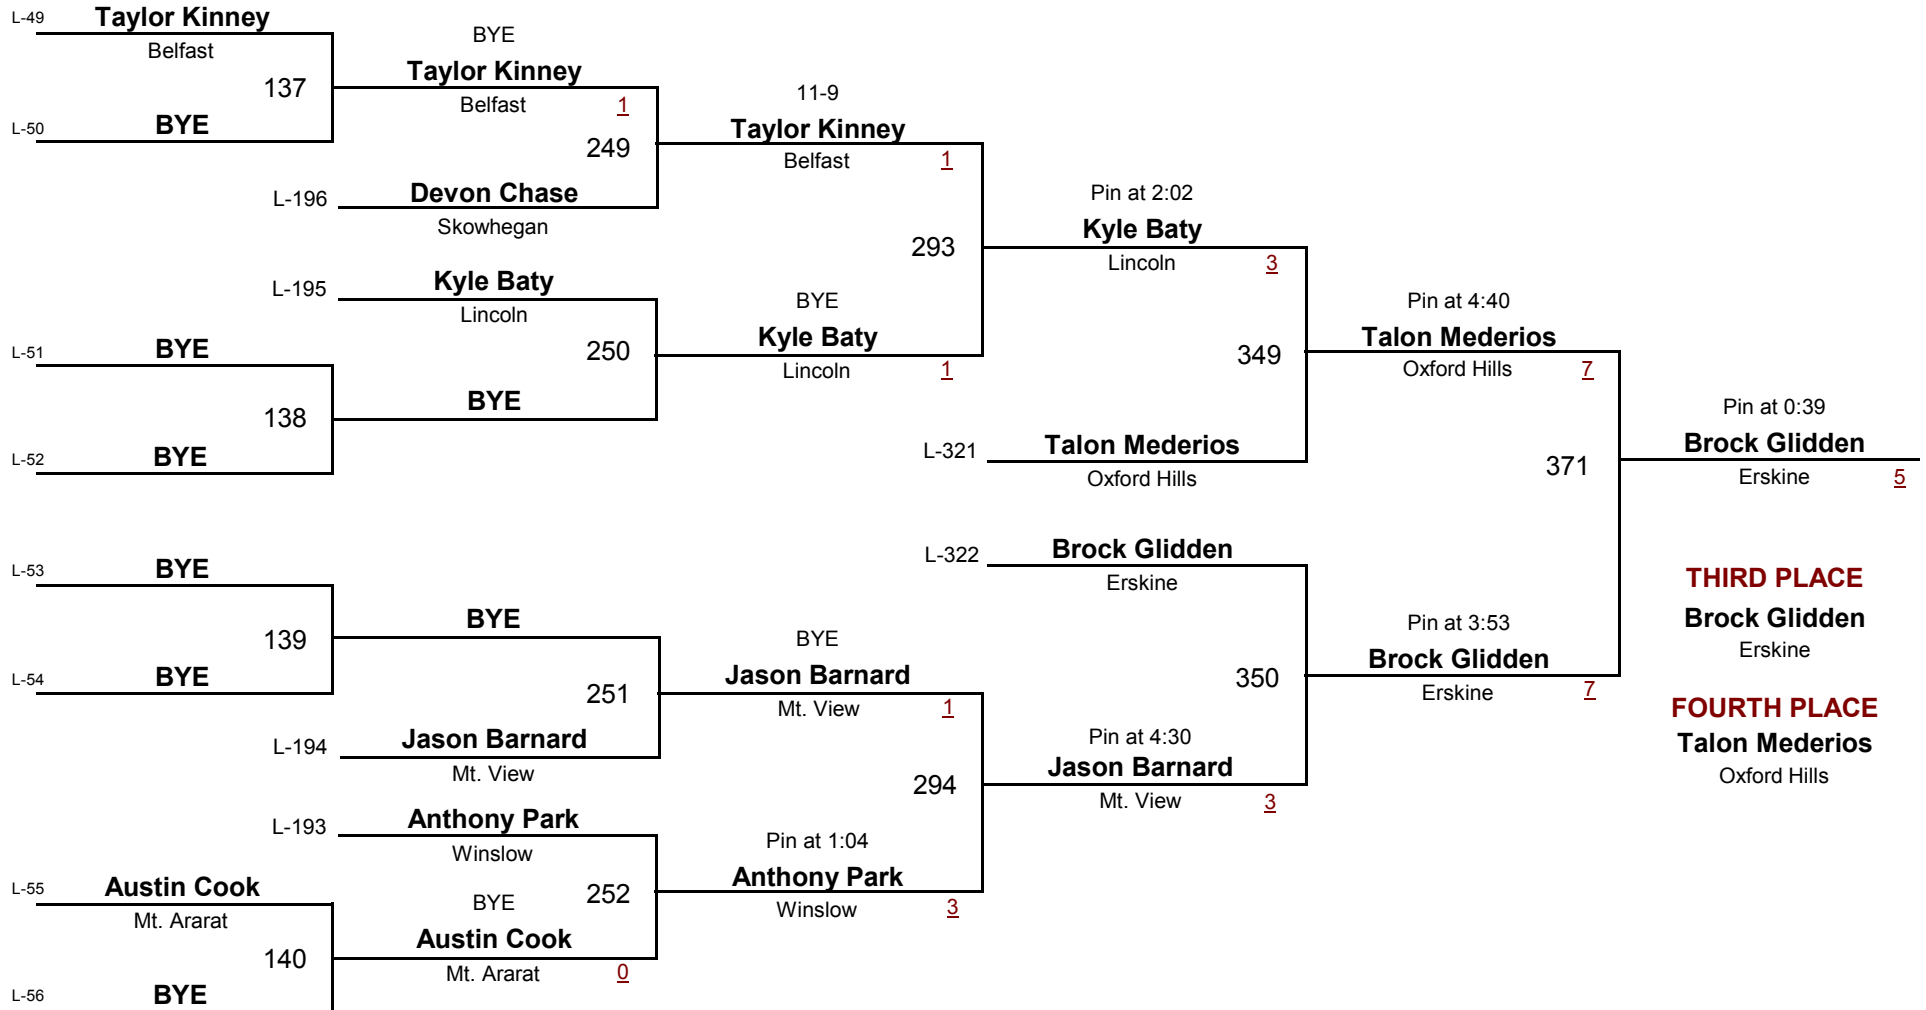 L-49
Taylor Kinney
Belfast
137
L-50
BYE
BYE
Taylor Kinney
Belfast
1
249
L-196
Devon Chase
Skowhegan
11-9
Taylor Kinney
Belfast
1
293
L-195
Kyle Baty
Lincoln
250
L-51
BYE
138
BYE
L-52
BYE
BYE
Kyle Baty
Lincoln
1
Pin at 2:02
Kyle Baty
Lincoln
3
349
L-321
Talon Mederios
Oxford Hills
Pin at 4:40
Talon Mederios
Oxford Hills
7
371
Pin at 0:39
Brock Glidden
Erskine
5
L-53
BYE
139
BYE
L-54
BYE
251
L-194
Jason Barnard
Mt. View
BYE
Jason Barnard
Mt. View
1
294
L-193
Anthony Park
Winslow
252
L-55
Austin Cook
Mt. Ararat
140
L-56
BYE
BYE
Austin Cook
Mt. Ararat
0
Pin at 1:04
Anthony Park
Winslow
3
L-322
Brock Glidden
Erskine
350
Pin at 4:30
Jason Barnard
Mt. View
3
Pin at 3:53
Brock Glidden
Erskine
7
THIRD PLACE
Brock Glidden
Erskine
FOURTH PLACE
Talon Mederios
Oxford Hills